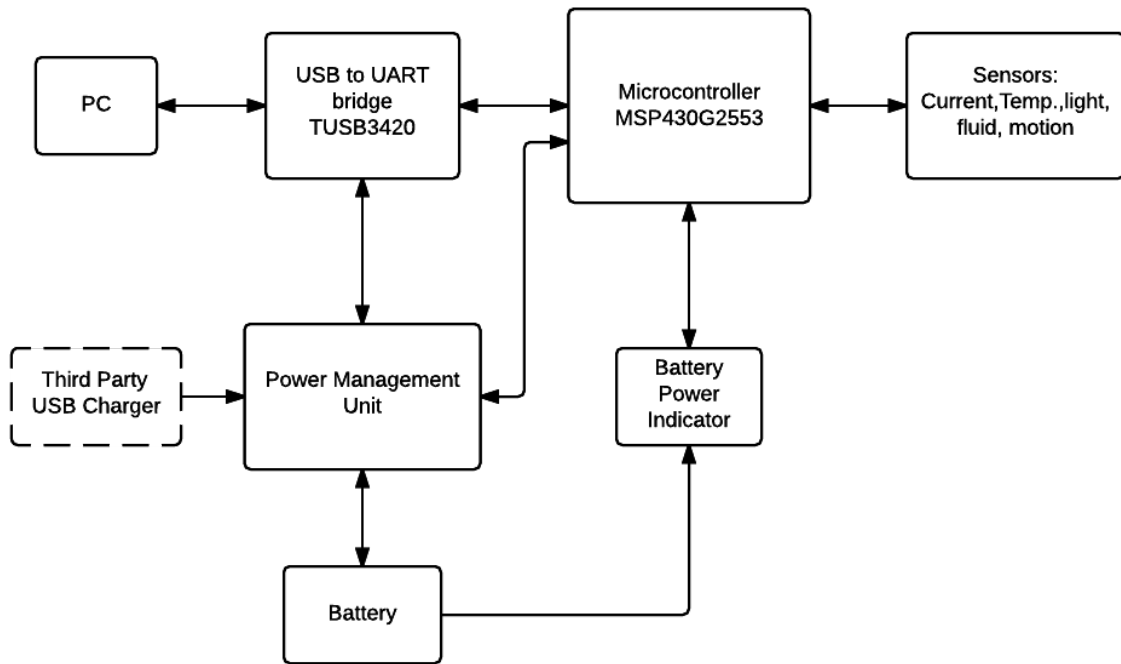 PC
USB to UART
bridge
TUSB3420
Microcontroller
MSP430G2553
Sensors:
Current,Temp.,light,
fluid, motion
Third Party
USB Charger
Power Management
Unit
Battery
Power
Indicator
Battery